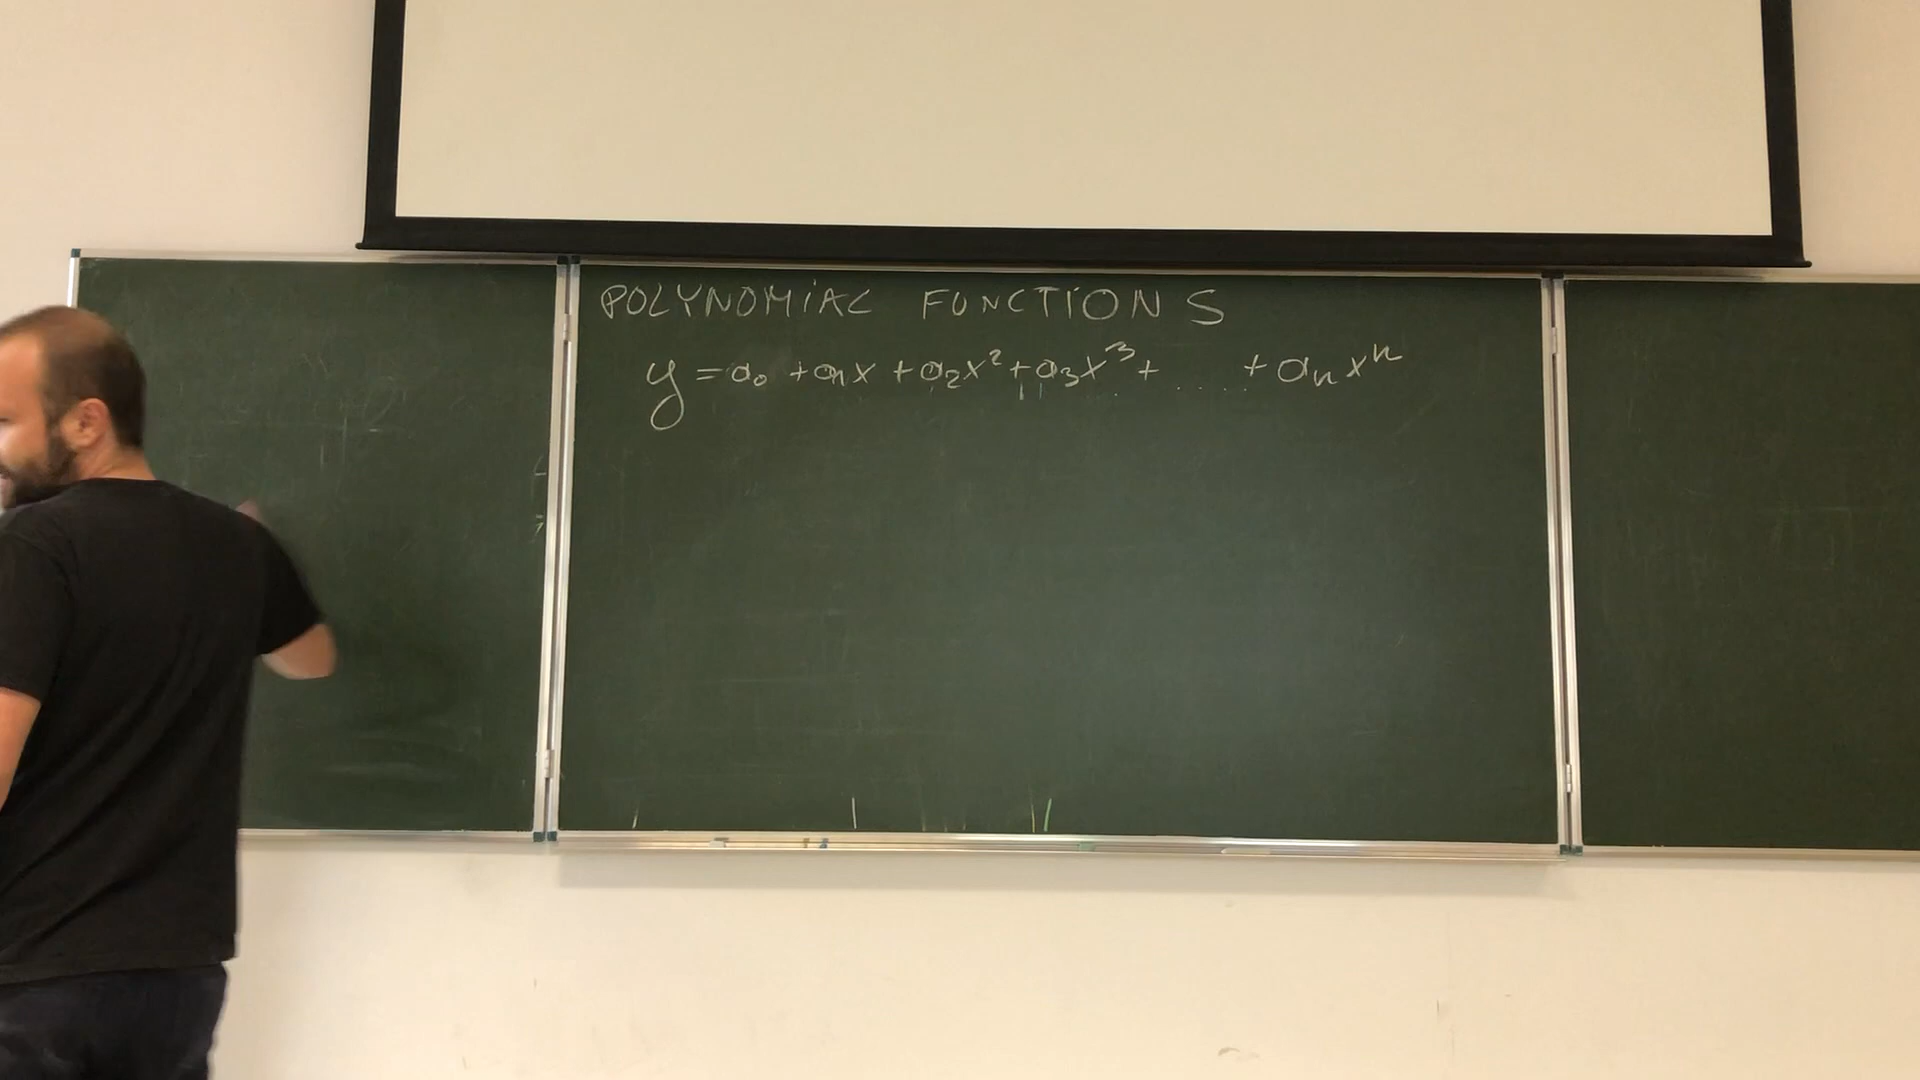 POLYNOMiAL FUNCTiONS
y = a₀ + a₁x + a₂x² + a₃x³ + ..... + aₙxⁿ